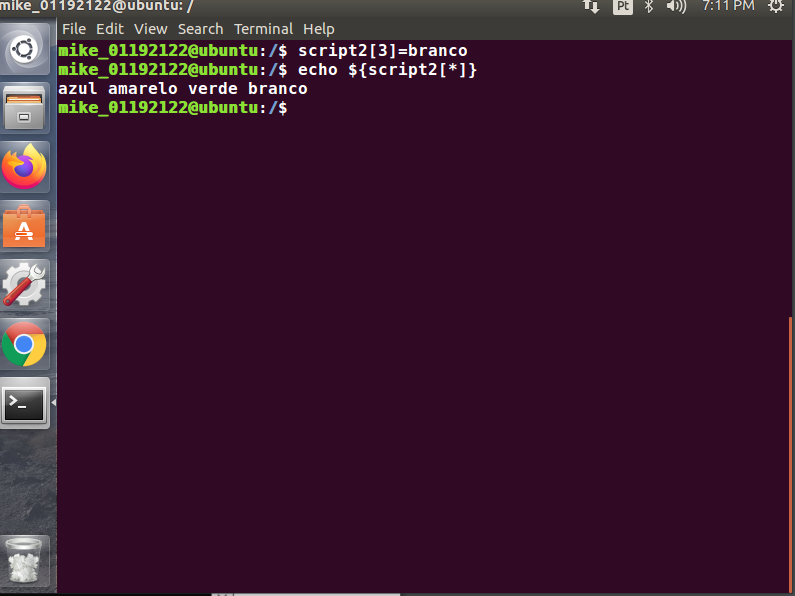 mike_01192122@ubuntu: /
Pt
7:11 PM
File Edit View Search Terminal Help
mike_01192122@ubuntu:/$ script2[3]=branco
mike_01192122@ubuntu:/$ echo ${script2[*]}
azul amarelo verde branco
mike_01192122@ubuntu:/$